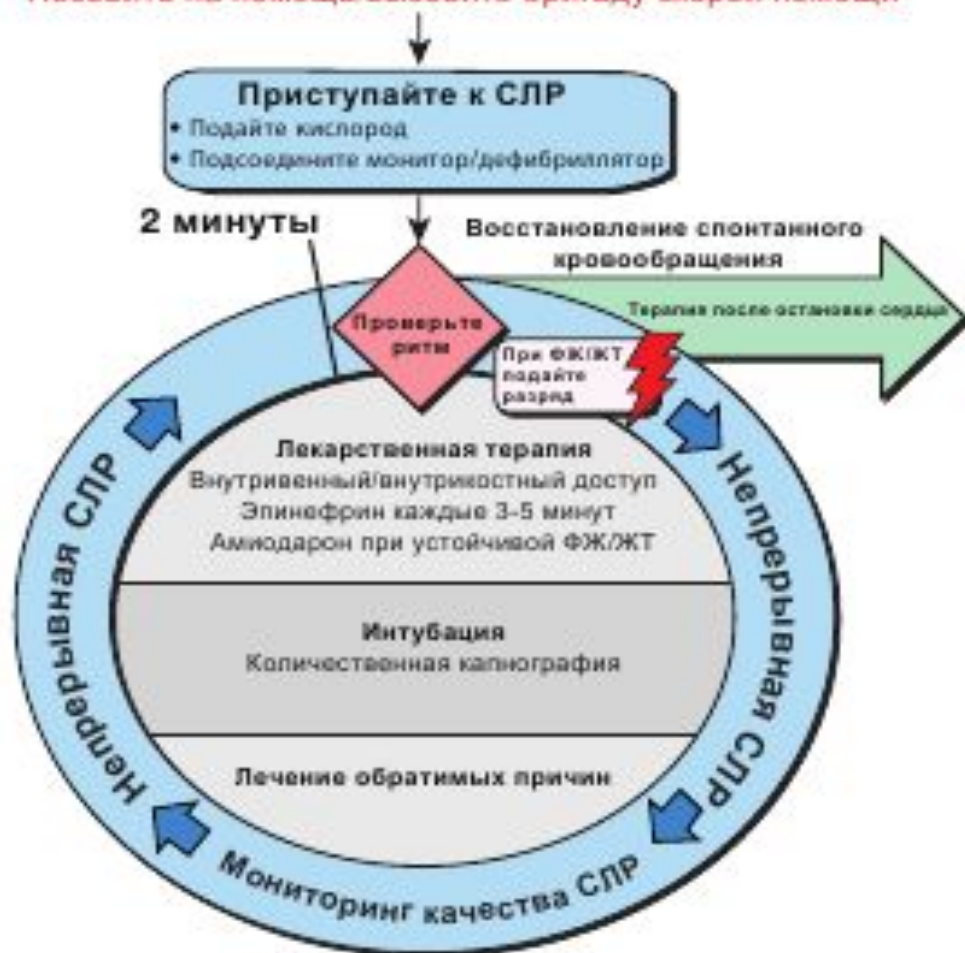 Приступайте к СЛР
• Подайте кислород
• Подсоедините монитор/дефибриллятор
2 минуты
Восстановление спонтанного
кровообращения
Терапия после остановки сердца
Проверьте
ритм
При ФЖ/ЖТ
подайте
разряд
Лекарственная терапия
Внутривенный/внутрикостный доступ
Эпинефрин каждые 3-5 минут
Амиодарон при устойчивой ФЖ/ЖТ
Интубация
Количественная капнография
Лечение обратимых причин
Непрерывная СЛР
Непрерывная СЛР
Мониторинг качества СЛР